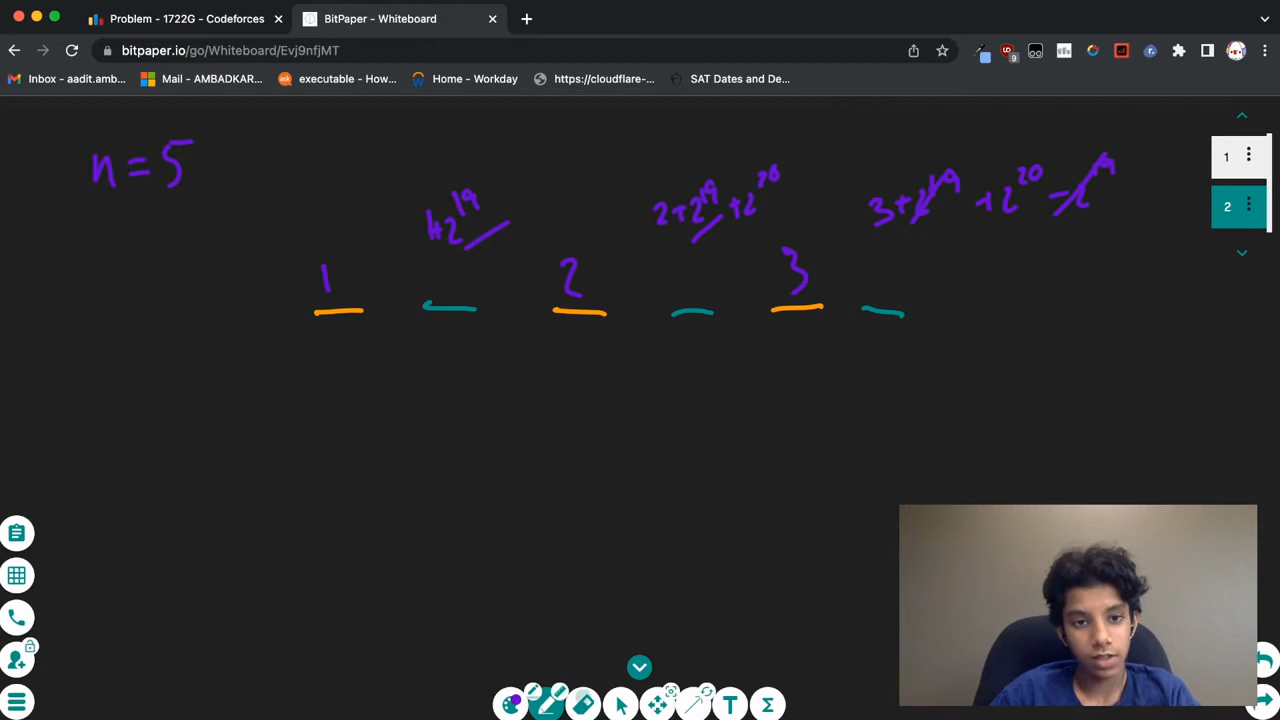 Problem - 1722G - Codeforces
BitPaper - Whiteboard
bitpaper.io/go/Whiteboard/Evj9nfjMT
9
Inbox - aadit.amb...
Mail - AMBADKAR...
ask
executable - How...
Home - Workday
https://cloudflare-...
SAT Dates and De...
1
2
n = 5
2+2^19+2^20
3+2^19+2^20-2^19
1
2
3
T
Σ